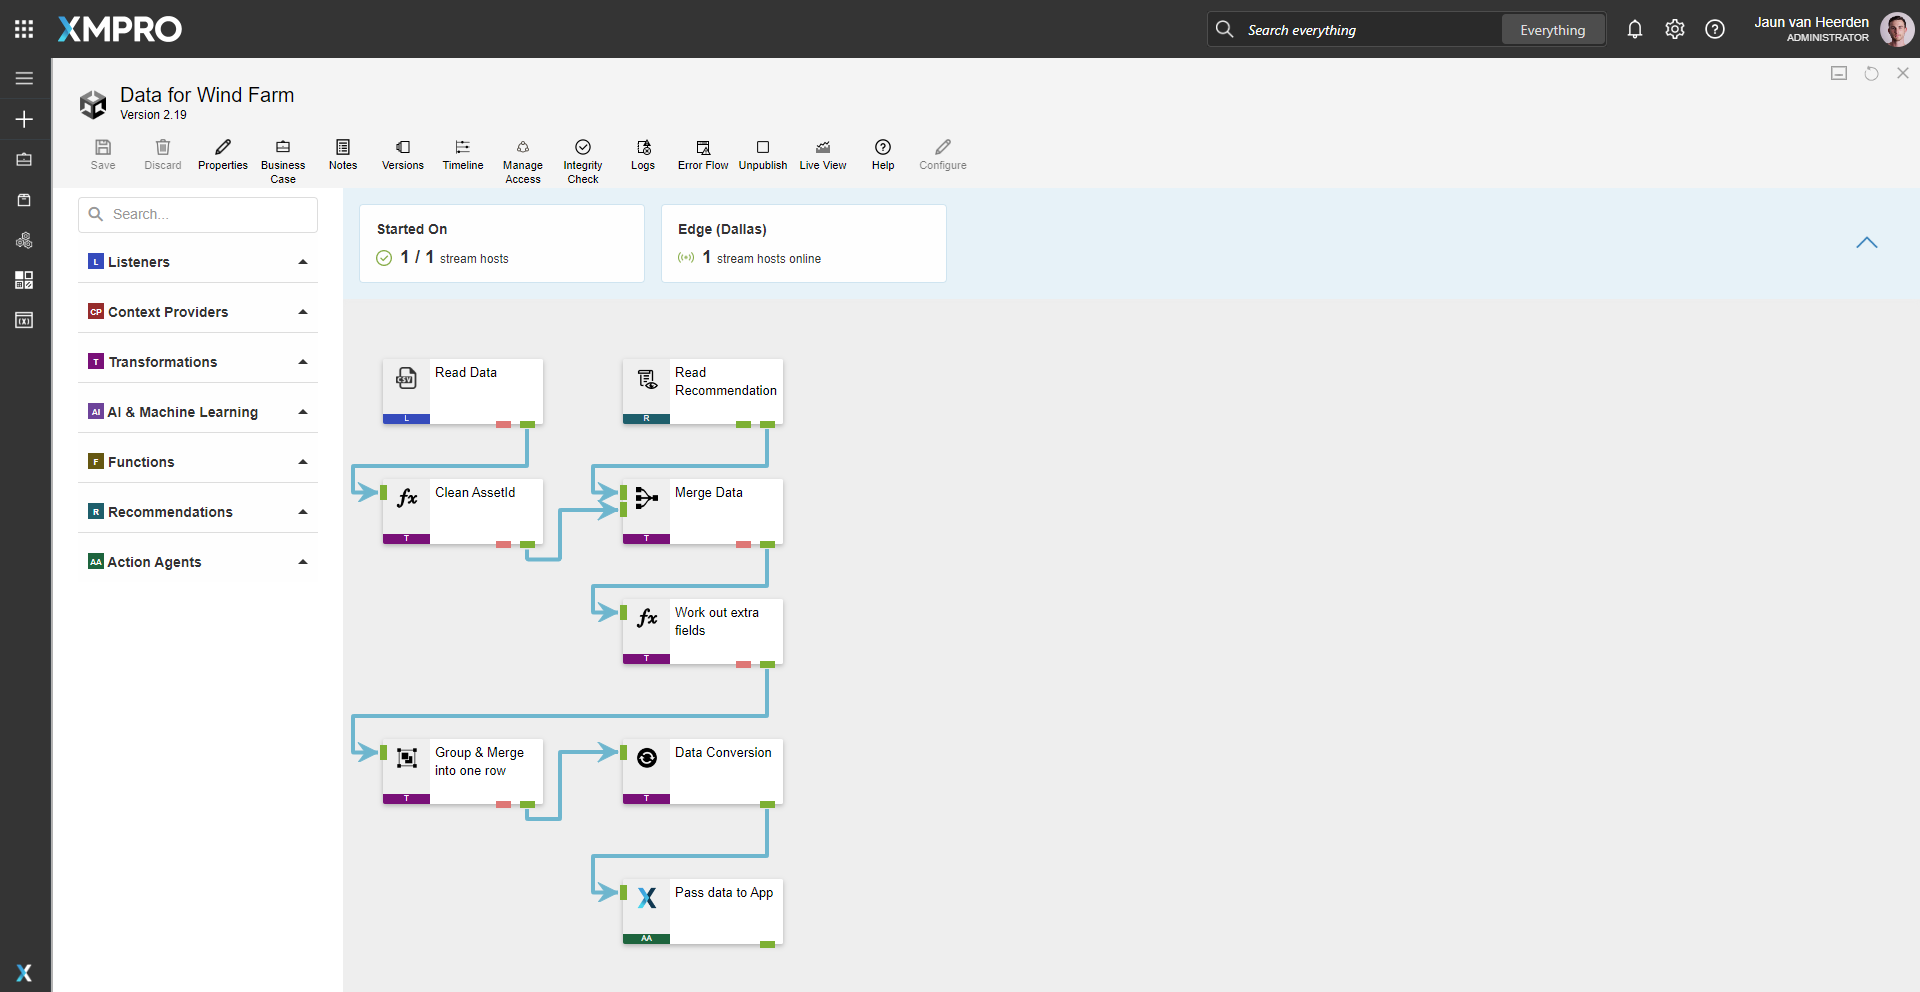 XMPRO
Search everything
Everything
Jaun van Heerden
ADMINISTRATOR
Data for Wind Farm
Version 2.19
Save
Discard
Properties
Business
Case
Notes
Versions
Timeline
Manage
Access
Integrity
Check
Logs
Error Flow
Unpublish
Live View
Help
Configure
Search...
L Listeners
CP Context Providers
T Transformations
AI AI & Machine Learning
F Functions
R Recommendations
AA Action Agents
Started On
1 / 1 stream hosts
Edge (Dallas)
1 stream hosts online
CSV
Read Data
L
Read
Recommendation
R
fx
Clean AssetId
T
Merge Data
T
fx
Work out extra
fields
T
Group & Merge
into one row
T
Data Conversion
T
X
Pass data to App
AA
X